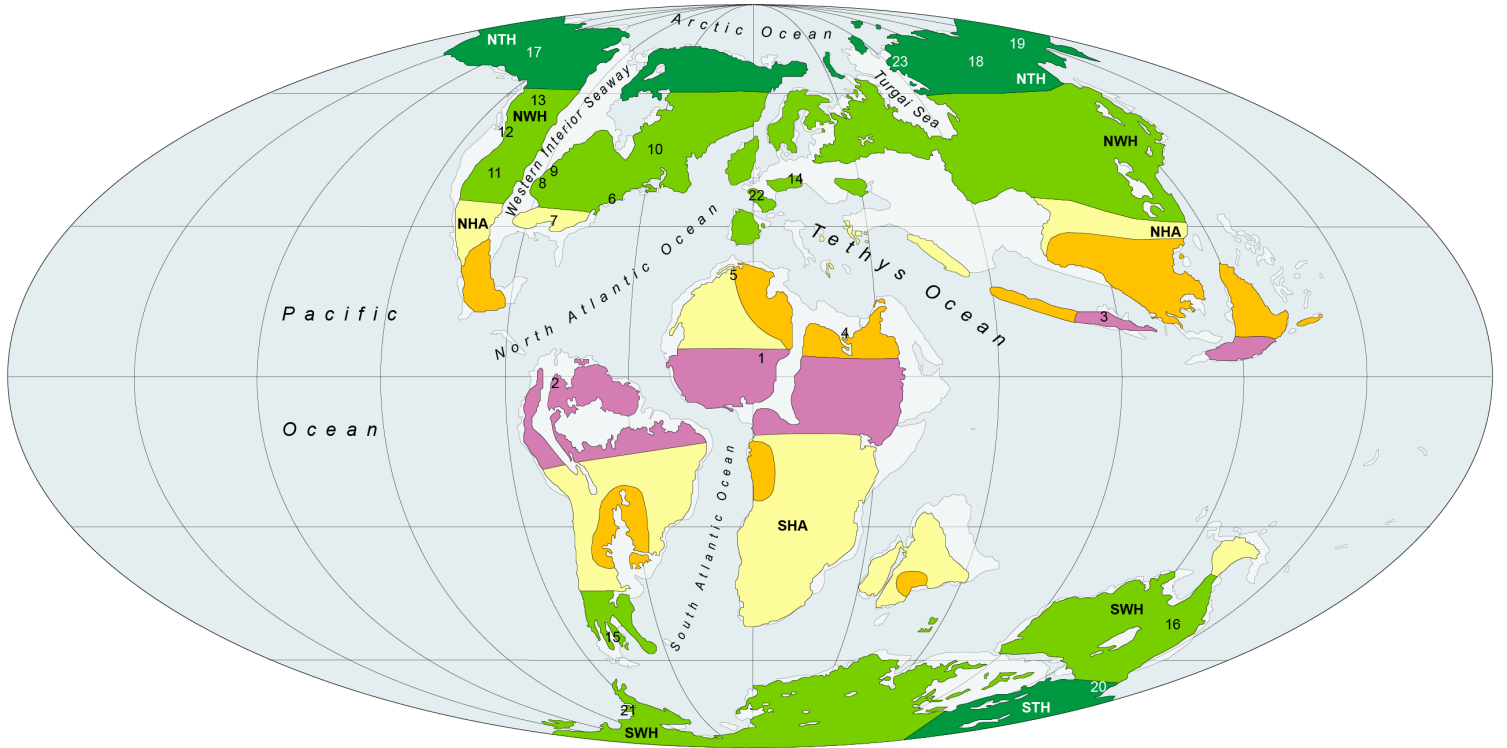 Arctic Ocean
NTH
17
19
23
18
NTH
Turgai Sea
Western Interior Seaway
13
NWH
12
NWH
10
9
11
8
14
22
6
7
NHA
NHA
Tethys Ocean
5
North Atlantic Ocean
Pacific
3
4
1
2
Ocean
South Atlantic Ocean
SHA
SWH
16
15
20
STH
21
SWH